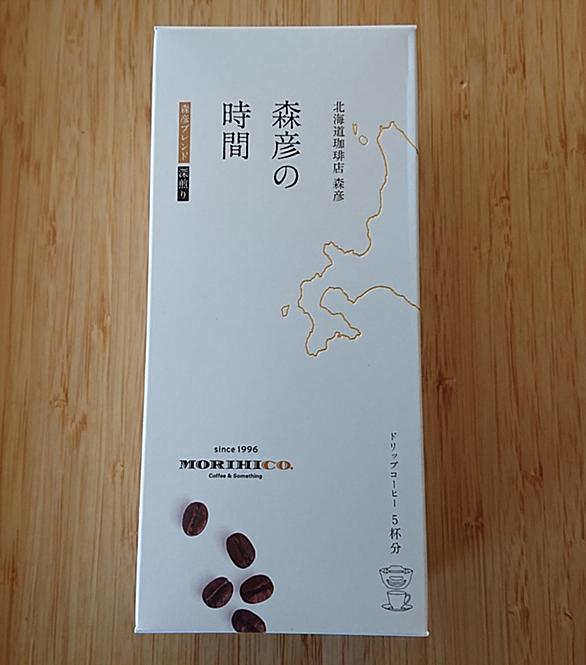 北海道珈琲店 森彦
森彦の
時間
森彦ブレンド
深煎り
since 1996
MORIHICO.
Coffee & Something
ドリップコーヒー 5杯分